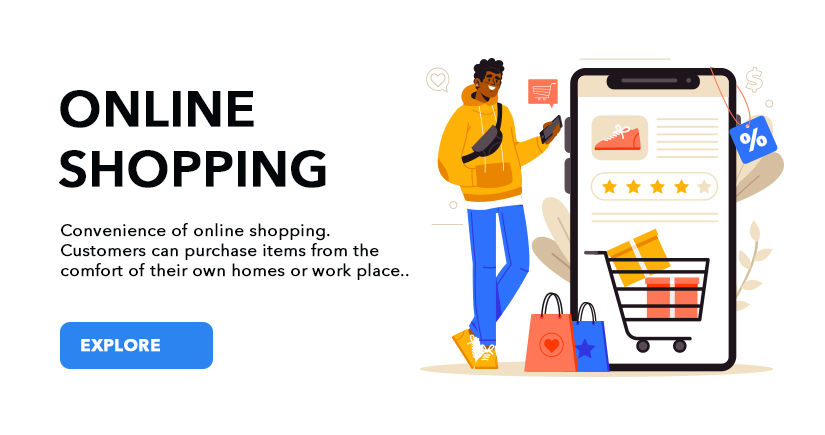 ONLINE
SHOPPING
Convenience of online shopping.
Customers can purchase items from the
comfort of their own homes or work place..
EXPLORE
$
%